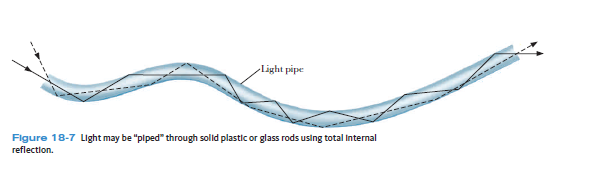 Light pipe
Figure 18-7 Light may be "piped" through solid plastic or glass rods using total internal
reflection.